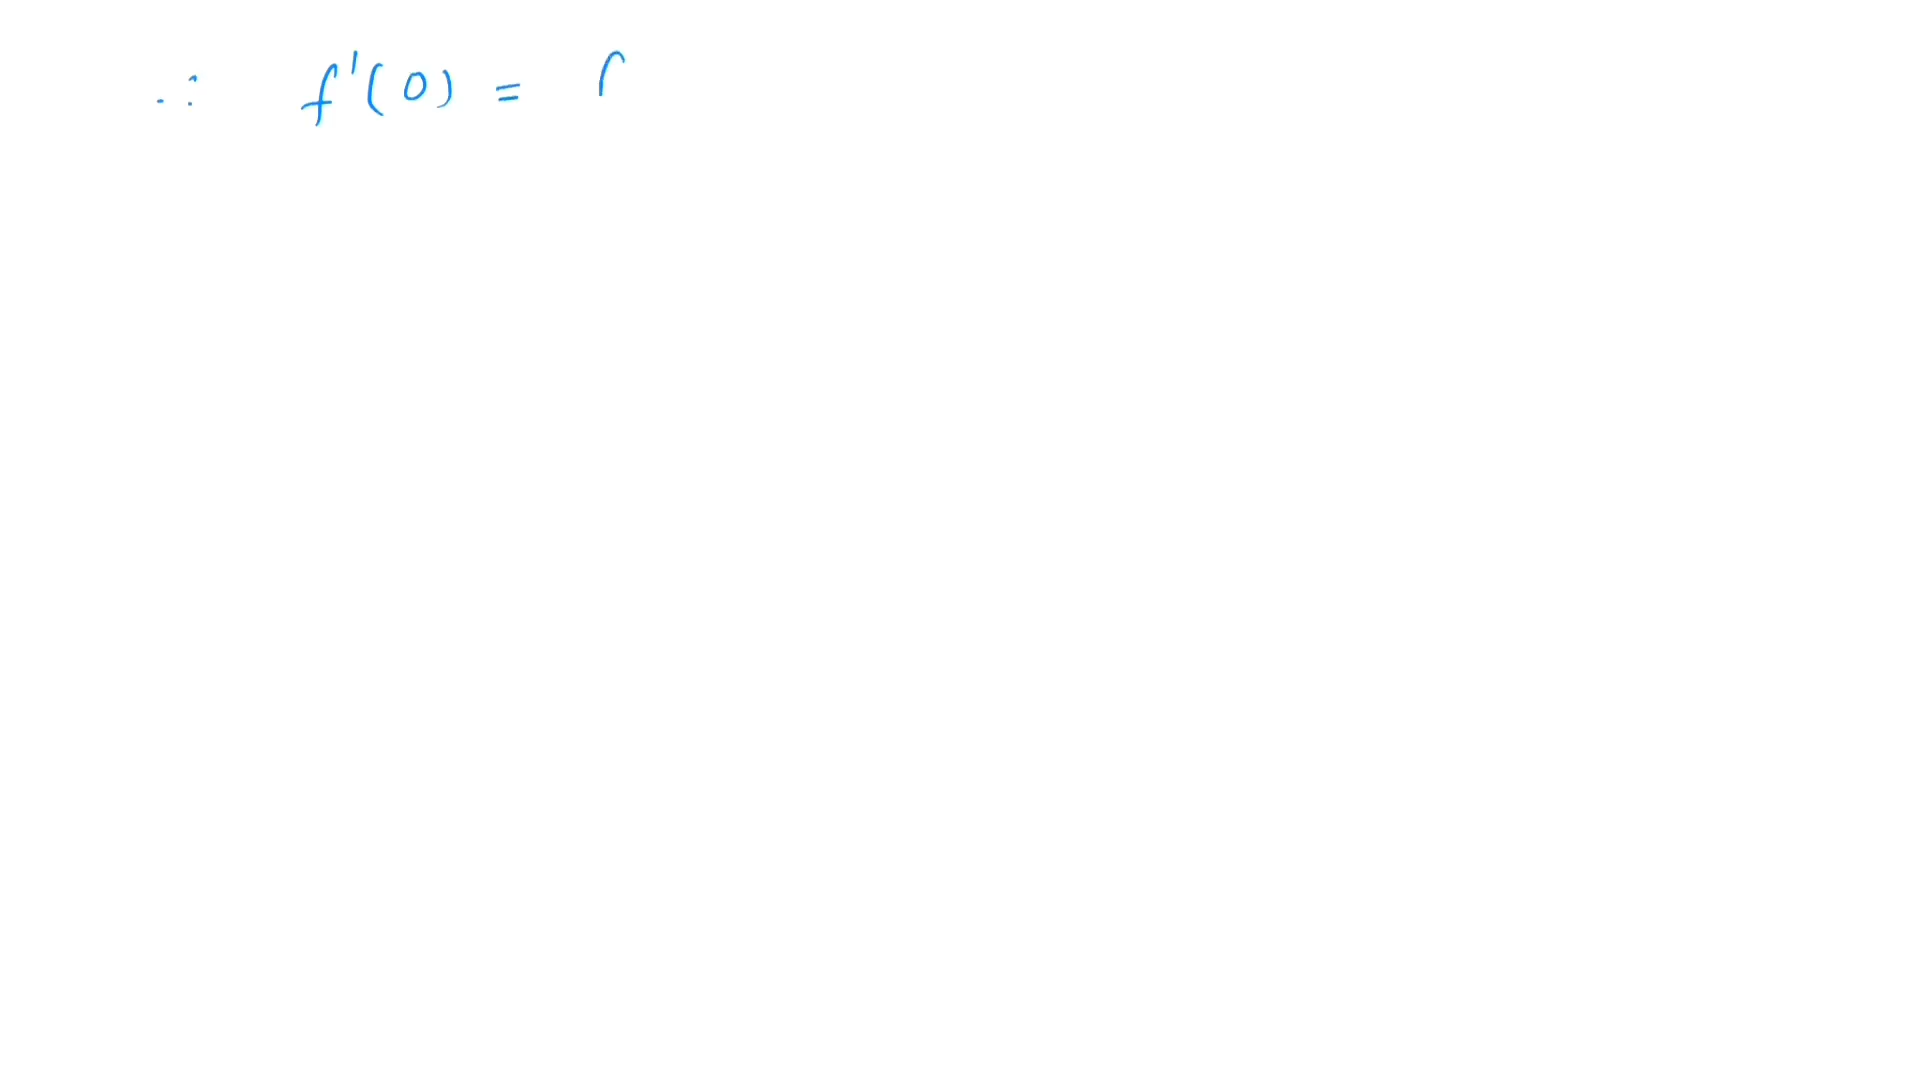 ∴ f'(0) =